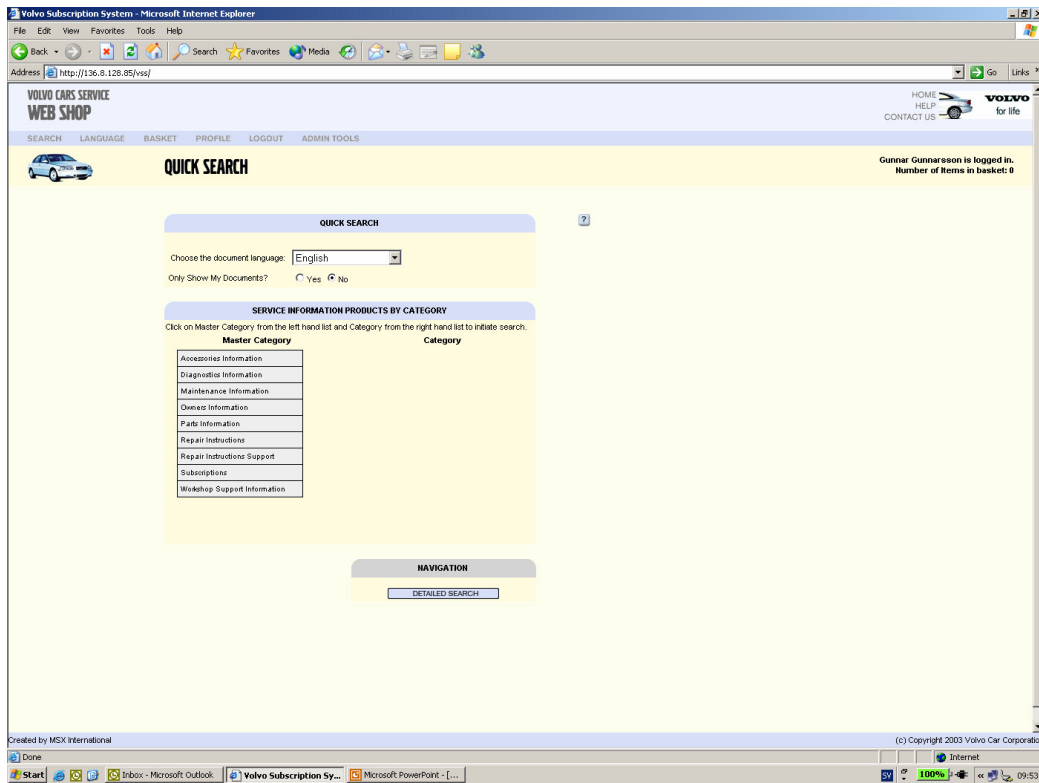 Volvo Subscription System - Microsoft Internet Explorer
File Edit View Favorites Tools Help
Back Search Favorites Media
Address http://136.8.128.85/vss/ Go Links
VOLVO CARS SERVICE
WEB SHOP
HOME
HELP
CONTACT US
VOLVO
for life
SEARCH LANGUAGE BASKET PROFILE LOGOUT ADMIN TOOLS
QUICK SEARCH
Gunnar Gunnarsson is logged in.
Number of Items in basket: 0
QUICK SEARCH
?
Choose the document language: English
Only Show My Documents? Yes No
SERVICE INFORMATION PRODUCTS BY CATEGORY
Click on Master Category from the left hand list and Category from the right hand list to initiate search.
Master Category Category
Accessories Information
Diagnostics Information
Maintenance Information
Owners Information
Parts Information
Repair Instructions
Repair Instructions Support
Subscriptions
Workshop Support Information
NAVIGATION
DETAILED SEARCH
Created by MSX International (c) Copyright 2003 Volvo Car Corporatio
Done Internet
Start Inbox - Microsoft Outlook Volvo Subscription Sy... Microsoft PowerPoint - [... SV 100% « 09:53